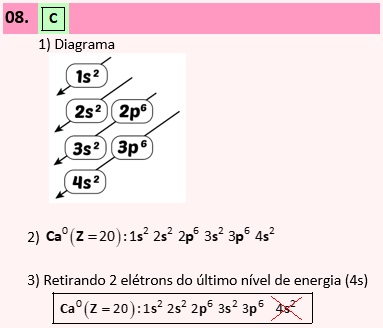 08. C
1) Diagrama
1s²
2s² 2p⁶
3s² 3p⁶
4s²
2) Ca⁰(Z = 20): 1s² 2s² 2p⁶ 3s² 3p⁶ 4s²
3) Retirando 2 elétrons do último nível de energia (4s)
Ca⁰(Z = 20): 1s² 2s² 2p⁶ 3s² 3p⁶ 4s²